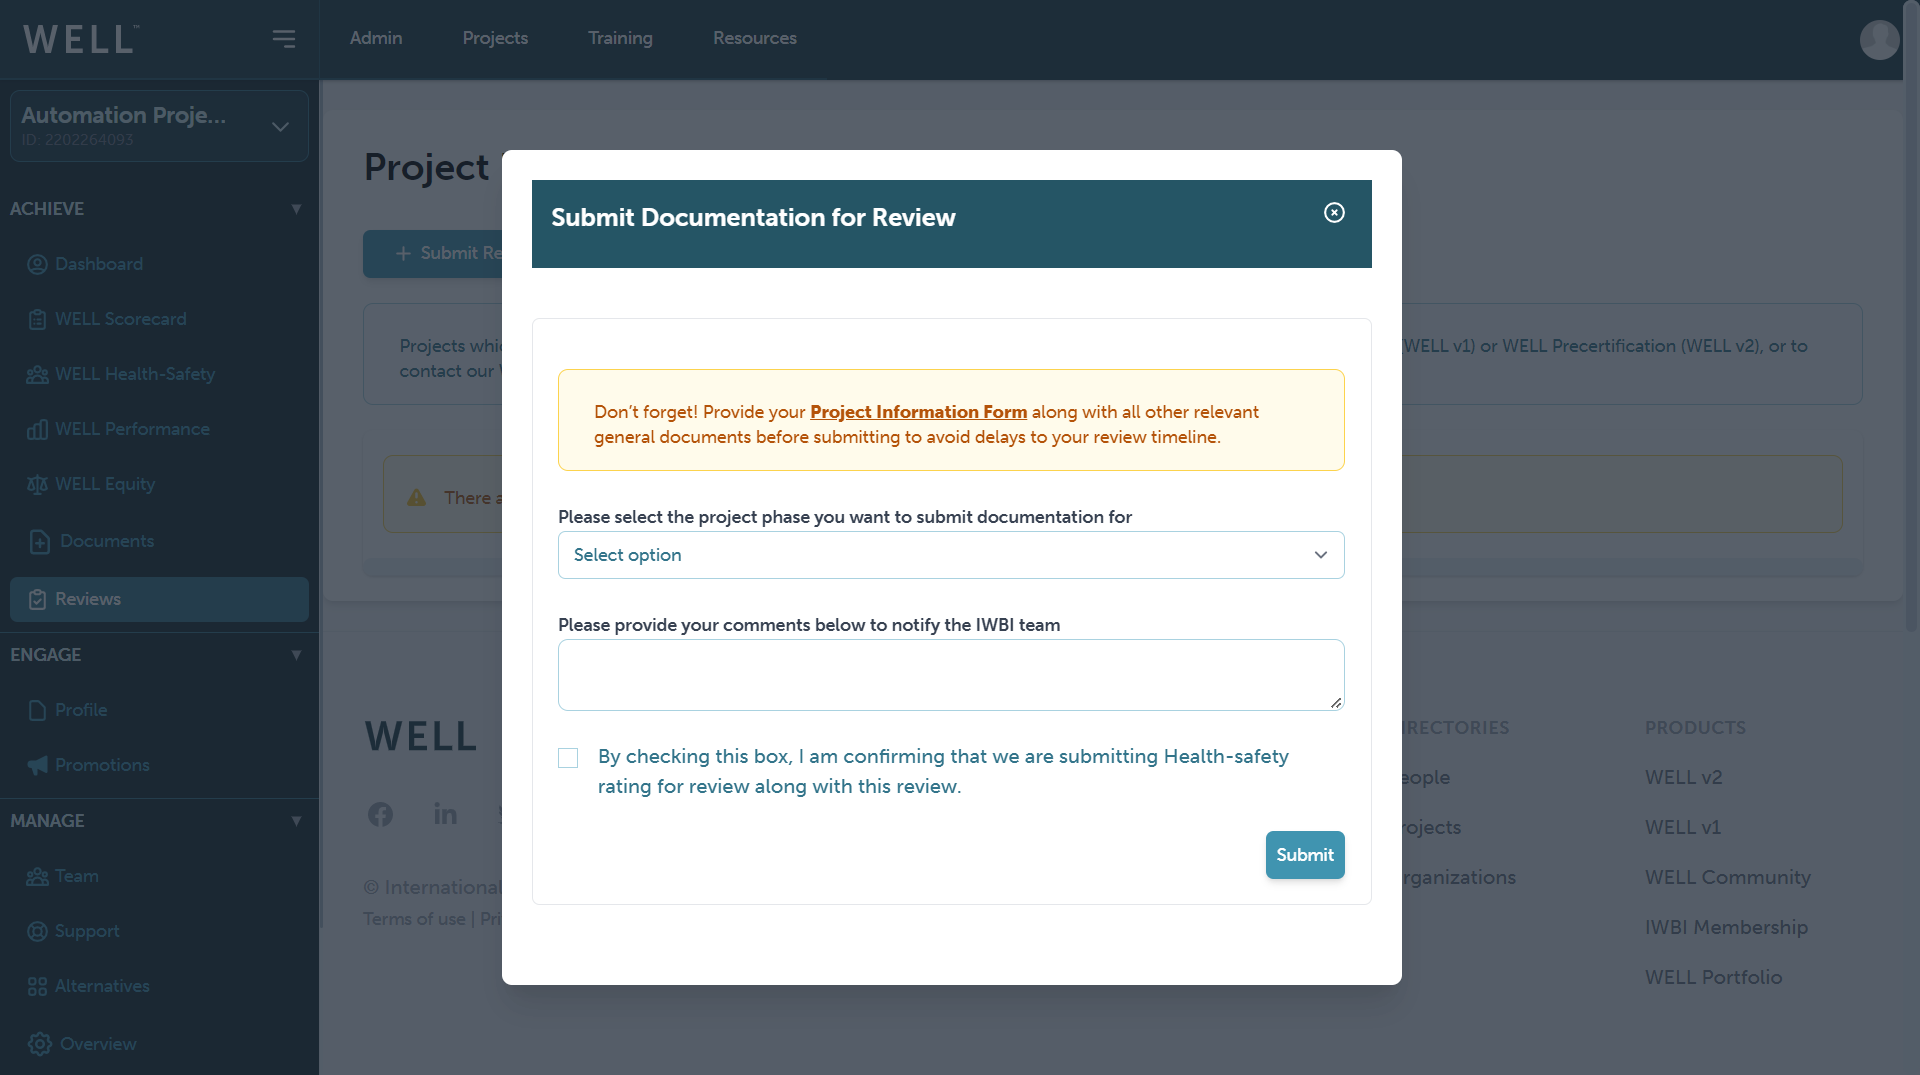 WELL™
Admin
Projects
Training
Resources
Automation Proje...
ID: 2202264093
ACHIEVE
Dashboard
WELL Scorecard
WELL Health-Safety
WELL Performance
WELL Equity
Documents
Reviews
ENGAGE
Profile
Promotions
MANAGE
Team
Support
Alternatives
Overview
Project
Submit Re
Projects whi
contact our
WELL v1) or WELL Precertification (WELL v2), or to
There a
Submit Documentation for Review
Don’t forget! Provide your Project Information Form along with all other relevant
general documents before submitting to avoid delays to your review timeline.
Please select the project phase you want to submit documentation for
Select option
Please provide your comments below to notify the IWBI team
By checking this box, I am confirming that we are submitting Health-safety
rating for review along with this review.
Submit
WELL
© International
Terms of use | Pri
IRECTORIES
eople
rojects
rganizations
PRODUCTS
WELL v2
WELL v1
WELL Community
IWBI Membership
WELL Portfolio